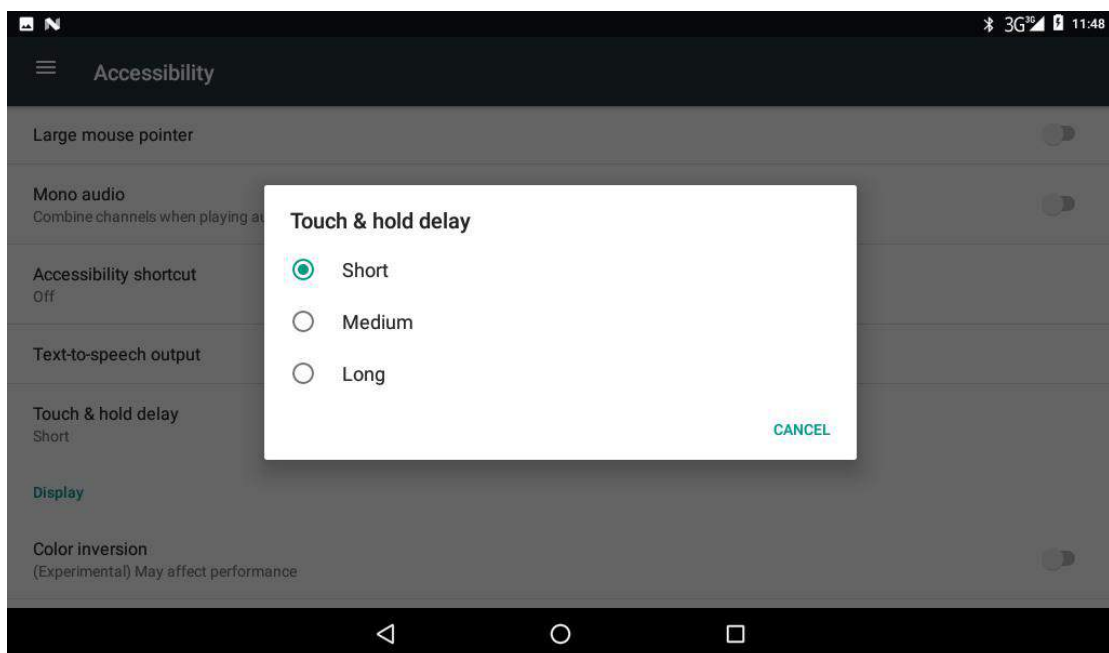 3G 3G 11:48
Accessibility
Large mouse pointer
Mono audio
Combine channels when playing au
Touch & hold delay
Short
Medium
Long
CANCEL
Accessibility shortcut
Off
Text-to-speech output
Touch & hold delay
Short
Display
Color inversion
(Experimental) May affect performance